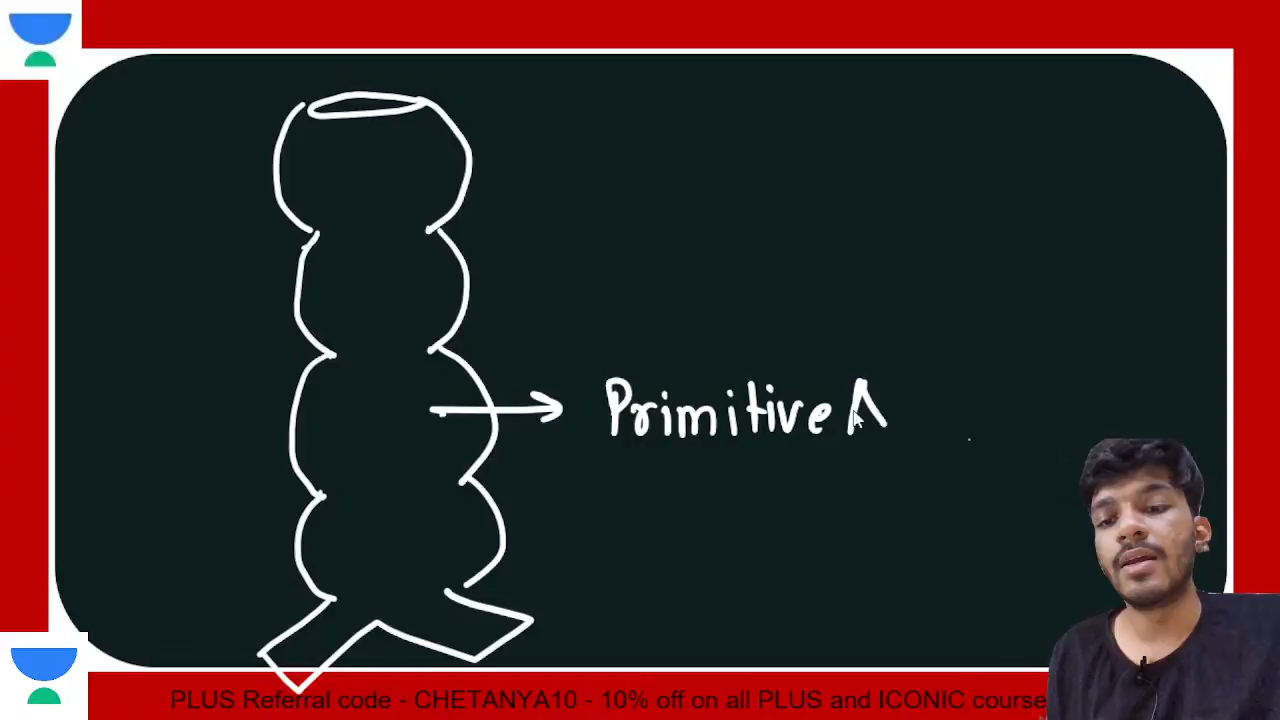 Primitive A
PLUS Referral code - CHETANYA10 - 10% off on all PLUS and ICONIC course